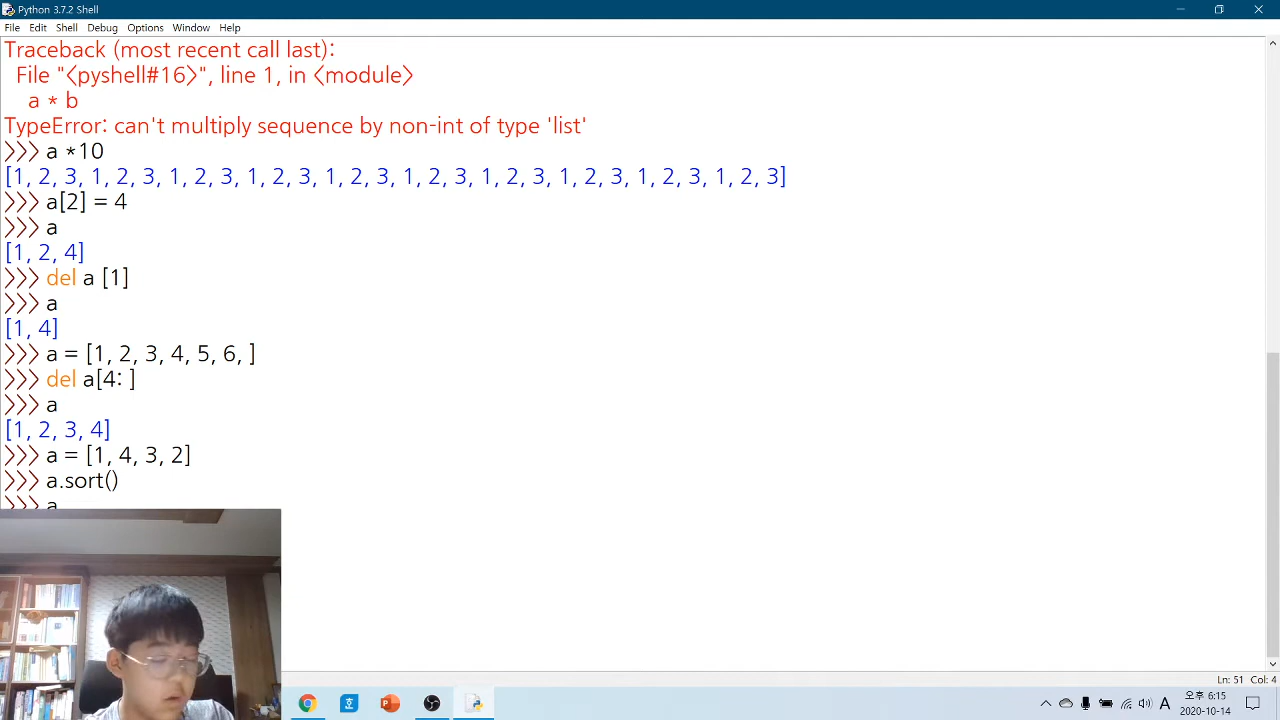 Python 3.7.2 Shell
File Edit Shell Debug Options Window Help
Traceback (most recent call last):
File "<pyshell#16>", line 1, in <module>
a * b
TypeError: can't multiply sequence by non-int of type 'list'
>>> a *10
[1, 2, 3, 1, 2, 3, 1, 2, 3, 1, 2, 3, 1, 2, 3, 1, 2, 3, 1, 2, 3, 1, 2, 3, 1, 2, 3, 1, 2, 3]
>>> a[2] = 4
>>> a
[1, 2, 4]
>>> del a [1]
>>> a
[1, 4]
>>> a = [1, 2, 3, 4, 5, 6, ]
>>> del a[4: ]
>>> a
[1, 2, 3, 4]
>>> a = [1, 4, 3, 2]
>>> a.sort()
>>> a
Ln: 51 Col: 4
A 오후 6:15
2020-10-14